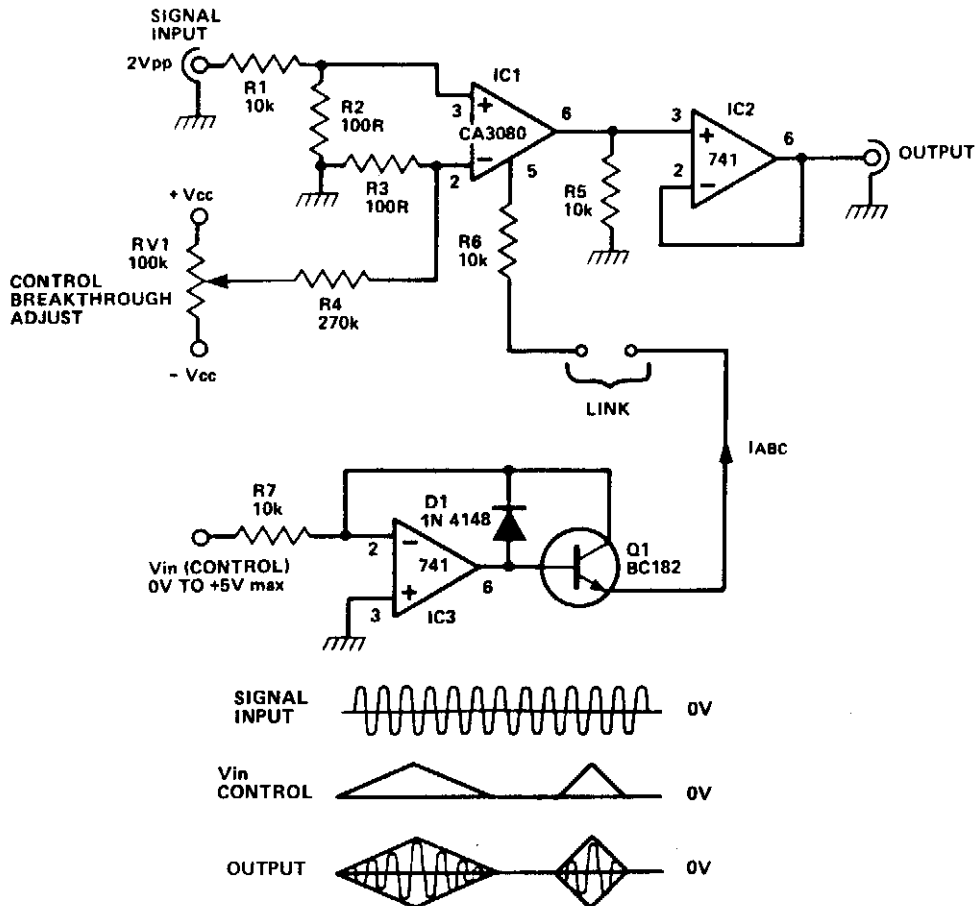 SIGNAL
INPUT
2Vpp
R1
10k
R2
100R
R3
100R
IC1
3
+
CA3080
−
2
6
5
R5
10k
R6
10k
3
+
2
−
741
IC2
6
OUTPUT
+ Vcc
RV1
100k
CONTROL
BREAKTHROUGH
ADJUST
− Vcc
R4
270k
LINK
IABC
R7
10k
Vin (CONTROL)
0V TO +5V max
2
−
741
+
3
6
IC3
D1
1N 4148
Q1
BC182
SIGNAL
INPUT
0V
Vin
CONTROL
0V
OUTPUT
0V